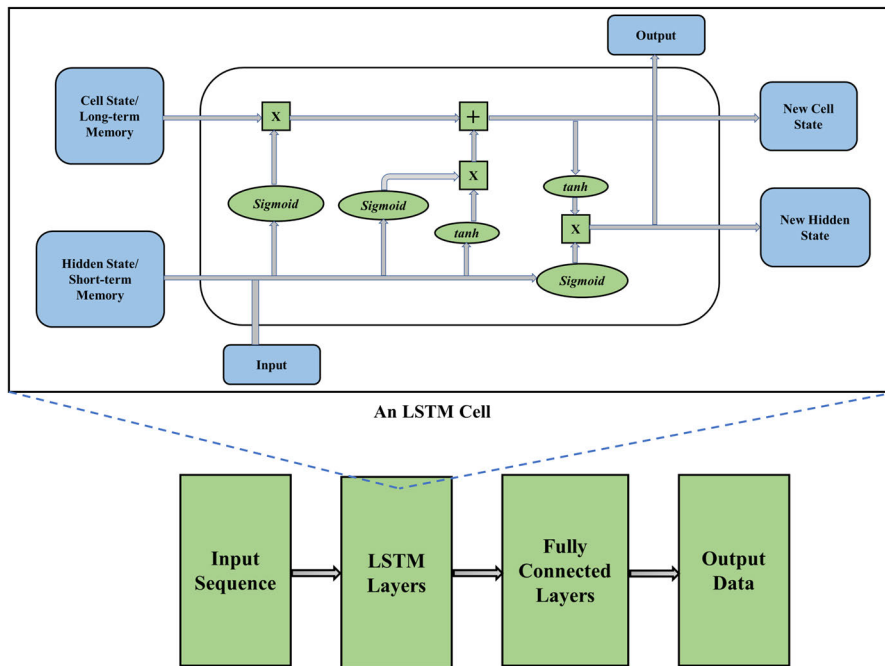 Output
Cell State/
Long-term
Memory
X
+
New Cell
State
X
tanh
Sigmoid
Sigmoid
tanh
X
New Hidden
State
Hidden State/
Short-term
Memory
Sigmoid
Input
An LSTM Cell
Input
Sequence
LSTM
Layers
Fully
Connected
Layers
Output
Data